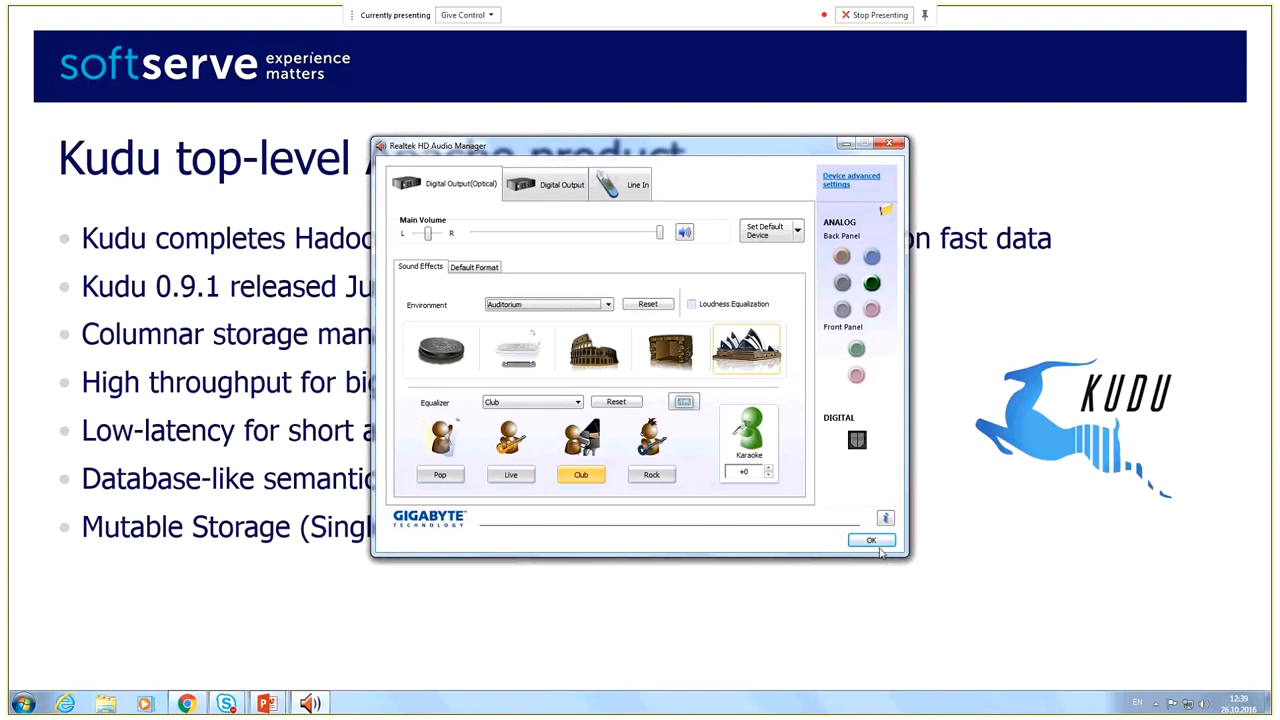 Currently presenting
Give Control
Stop Presenting
softserve experience matters
Kudu top-level Apache product
Realtek HD Audio Manager
Digital Output(Optical)
Digital Output
Line In
Device advanced settings
Main Volume
L
R
Set Default Device
ANALOG
Back Panel
Kudu completes Hadoo
on fast data
Sound Effects
Default Format
Kudu 0.9.1 released Ju
Environment
Auditorium
Reset
Loudness Equalization
Columnar storage man
Front Panel
High throughput for bi
KUDU
Equalizer
Club
Reset
Low-latency for short a
DIGITAL
Karaoke
+0
Database-like semantic
Pop
Live
Club
Rock
Mutable Storage (Singl
GIGABYTE
TECHNOLOGY
OK
EN
12:39
26.10.2016